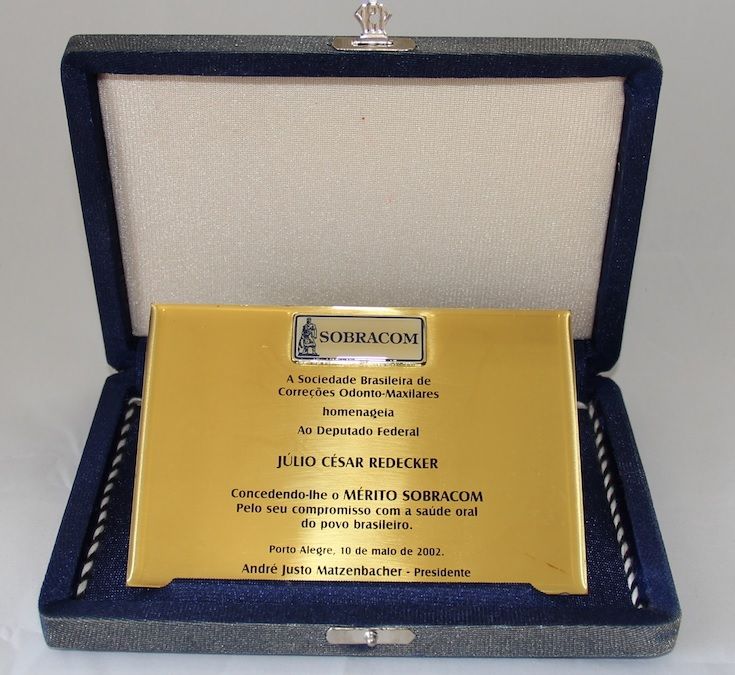 SOBRACOM
A Sociedade Brasileira de
Correções Odonto-Maxilares
homenageia
Ao Deputado Federal
JÚLIO CÉSAR REDECKER
Concedendo-lhe o MÉRITO SOBRACOM
Pelo seu compromisso com a saúde oral
do povo brasileiro.
Porto Alegre, 10 de maio de 2002.
André Justo Matzenbacher - Presidente